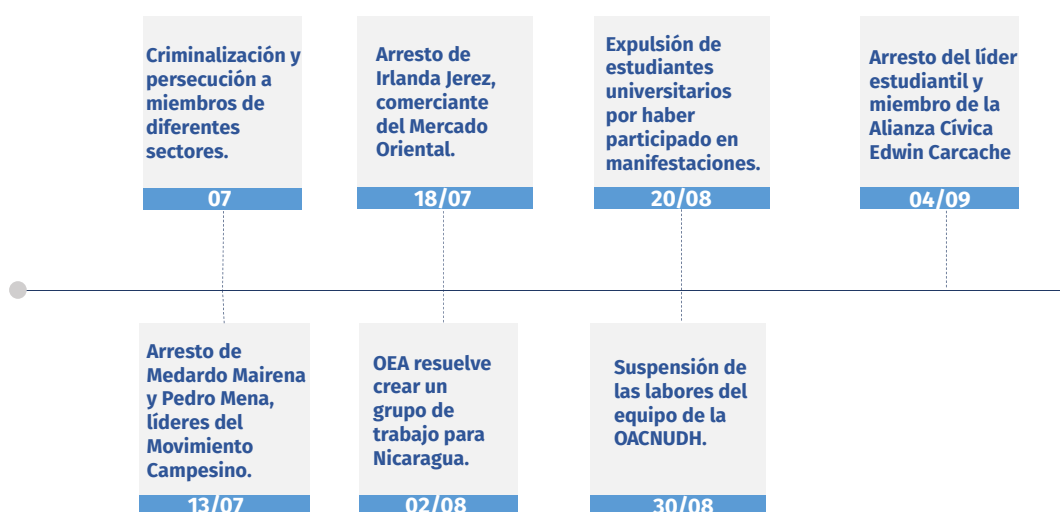 Criminalización y
persecución a
miembros de
diferentes
sectores.
07
Arresto de
Irlanda Jerez,
comerciante
del Mercado
Oriental.
18/07
Expulsión de
estudiantes
universitarios
por haber
participado en
manifestaciones.
20/08
Arresto del líder
estudiantil y
miembro de la
Alianza Cívica
Edwin Carcache
04/09
Arresto de
Medardo Mairena
y Pedro Mena,
líderes del
Movimiento
Campesino.
13/07
OEA resuelve
crear un
grupo de
trabajo para
Nicaragua.
02/08
Suspensión de
las labores del
equipo de la
OACNUDH.
30/08